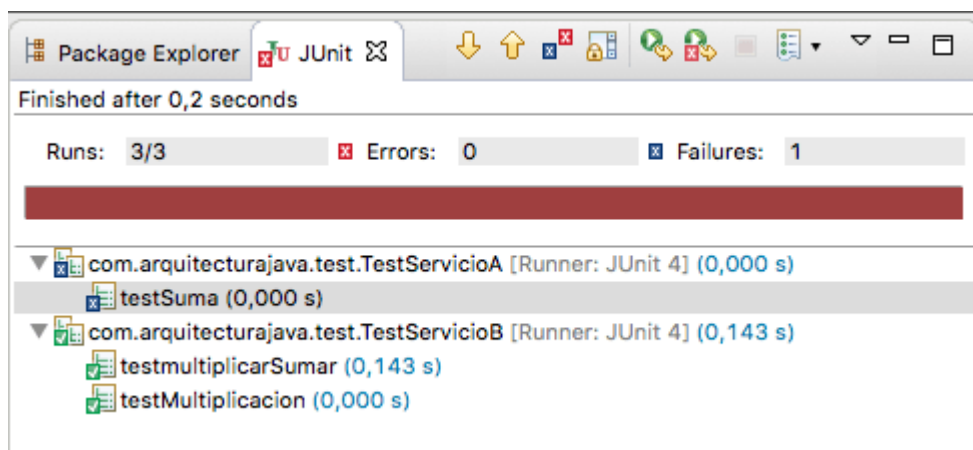 Package Explorer JUnit
Finished after 0,2 seconds
Runs: 3/3 Errors: 0 Failures: 1
com.arquitecturajava.test.TestServicioA [Runner: JUnit 4] (0,000 s)
testSuma (0,000 s)
com.arquitecturajava.test.TestServicioB [Runner: JUnit 4] (0,143 s)
testmultiplicarSumar (0,143 s)
testMultiplicacion (0,000 s)